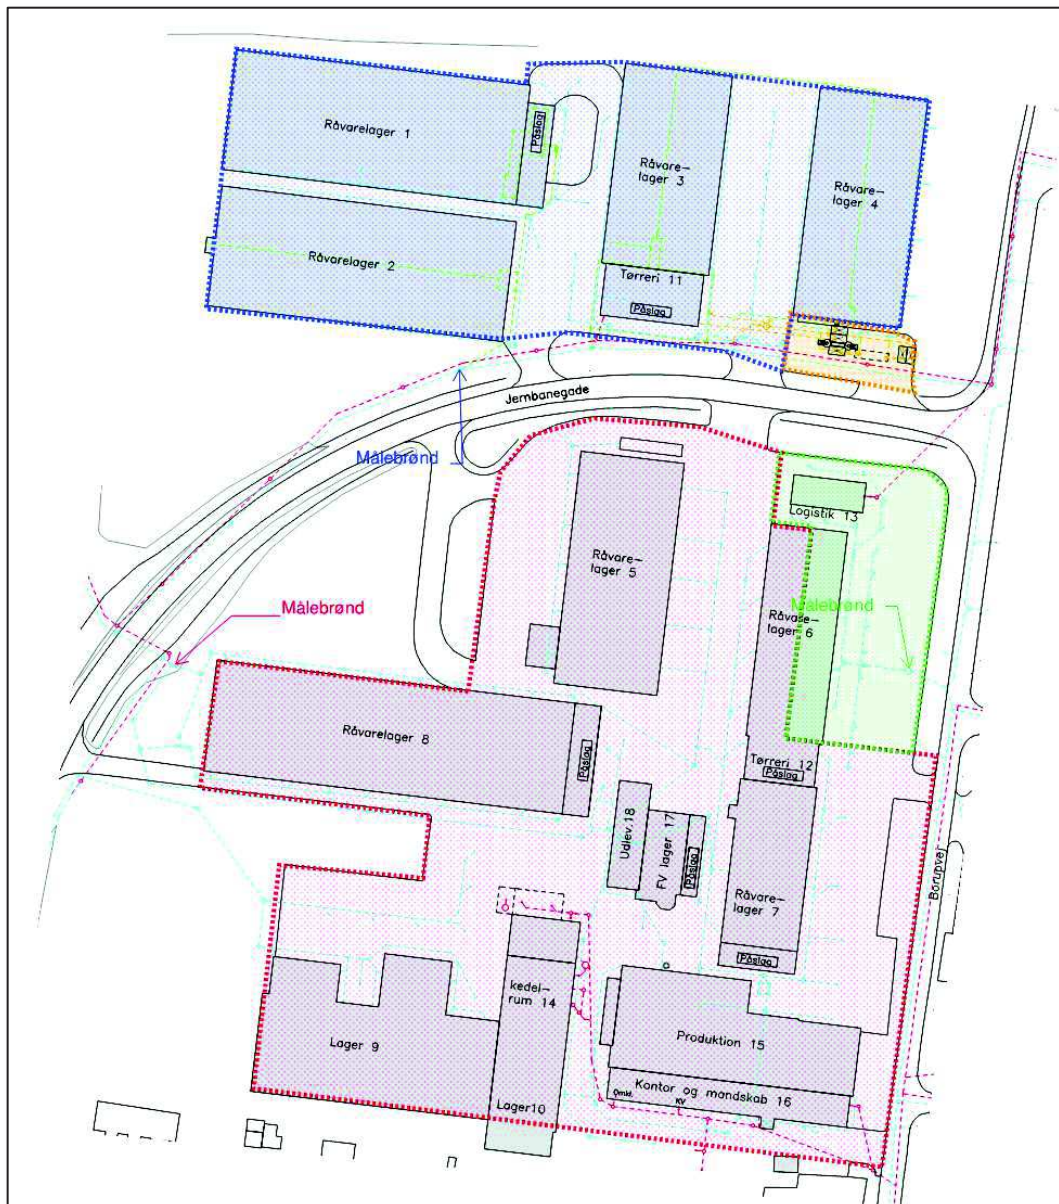 Råvarelager 1
Påslag
Råvare-
lager 3
Råvare-
lager 4
Råvarelager 2
Tørreri 11
Påslag
Jernbanegade
Målebrønd
Logistik 13
Råvare-
lager 5
Målebrønd
Målebrønd
Råvare-
lager 6
Råvarelager 8
Påslag
Tørreri 12
Påslag
Udlev.18
FV lager 17
Påslag
Råvare-
lager 7
Borupvej
Påslag
kedel-
rum 14
Lager 9
Produktion 15
Kontor og mandskab 16
Omkl.
KV
Lager10